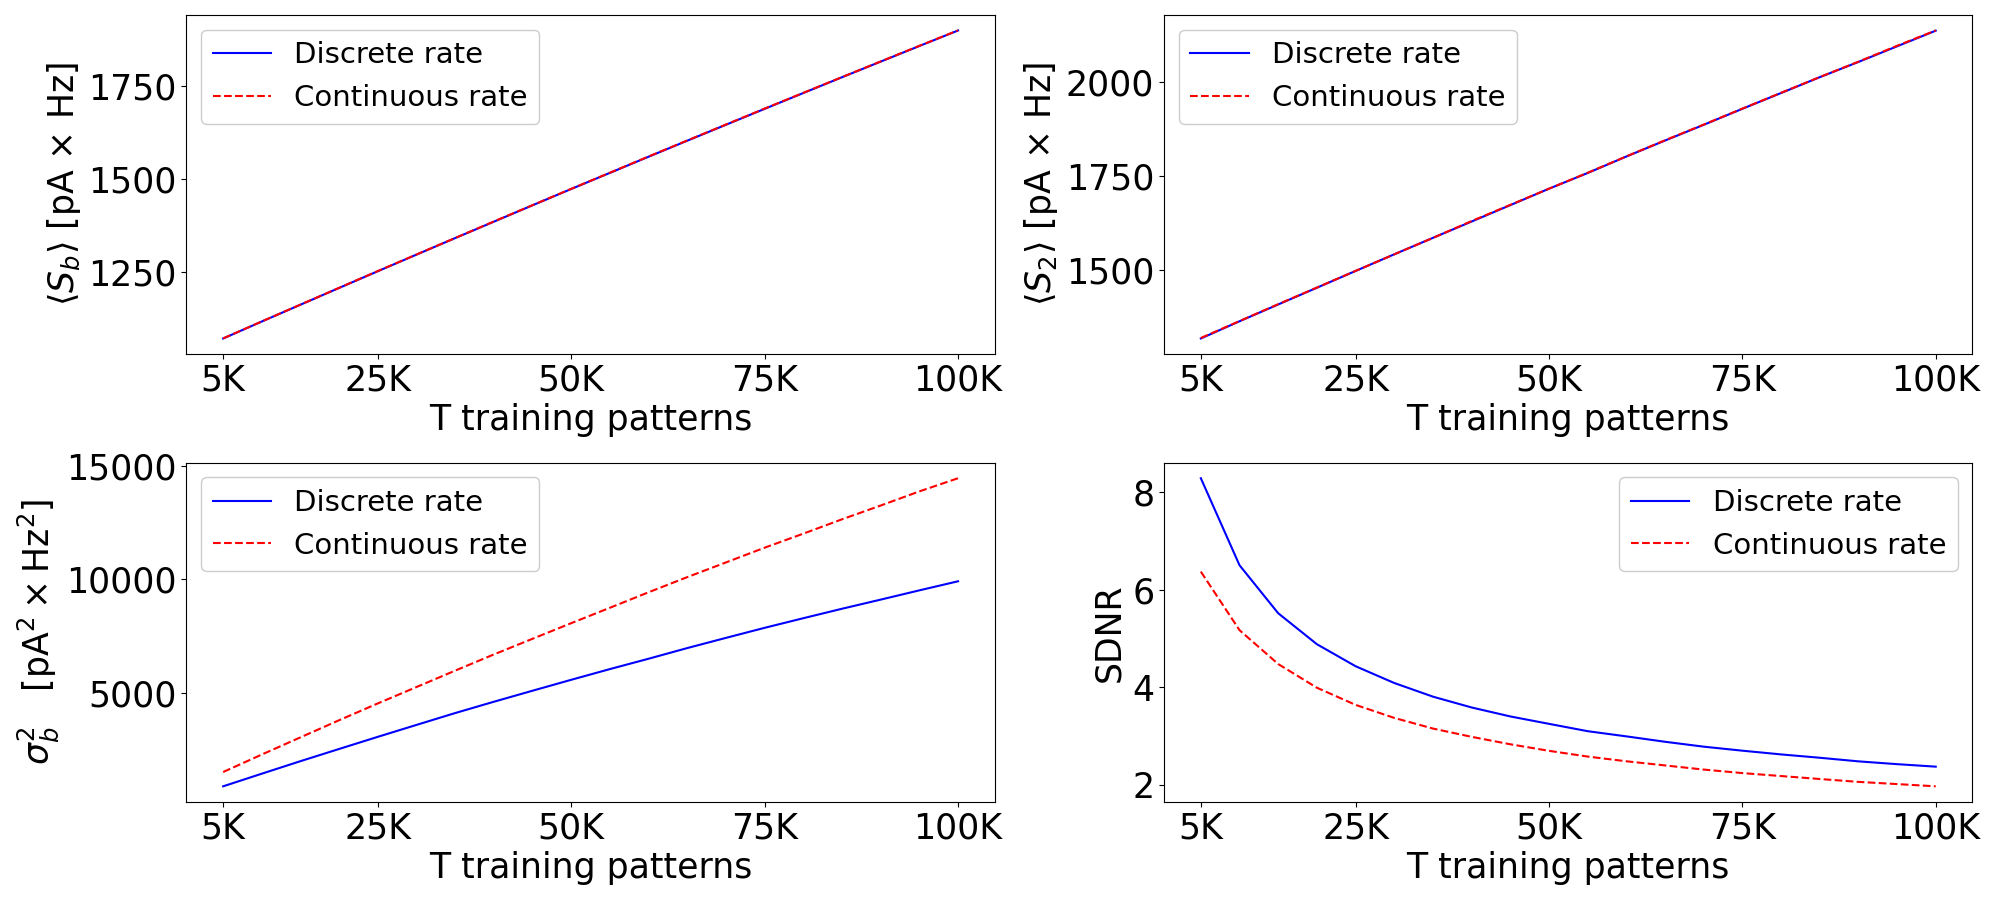 ⟨S_b⟩ [pA × Hz]
1750
1500
1250
Discrete rate
Continuous rate
5K 25K 50K 75K 100K
T training patterns
⟨S_2⟩ [pA × Hz]
2000
1750
1500
Discrete rate
Continuous rate
5K 25K 50K 75K 100K
T training patterns
σ_b^2 [pA^2 × Hz^2]
15000
10000
5000
Discrete rate
Continuous rate
5K 25K 50K 75K 100K
T training patterns
SDNR
8
6
4
2
Discrete rate
Continuous rate
5K 25K 50K 75K 100K
T training patterns